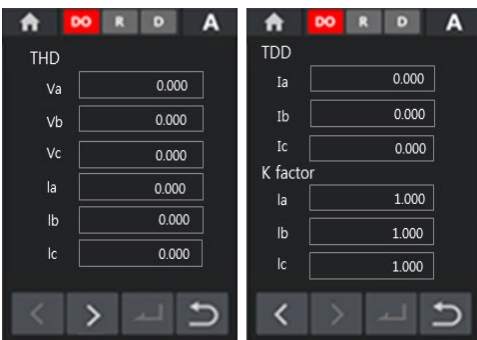 DO R D A
THD
Va 0.000
Vb 0.000
Vc 0.000
Ia 0.000
Ib 0.000
Ic 0.000
DO R D A
TDD
Ia 0.000
Ib 0.000
Ic 0.000
K factor
Ia 1.000
Ib 1.000
Ic 1.000